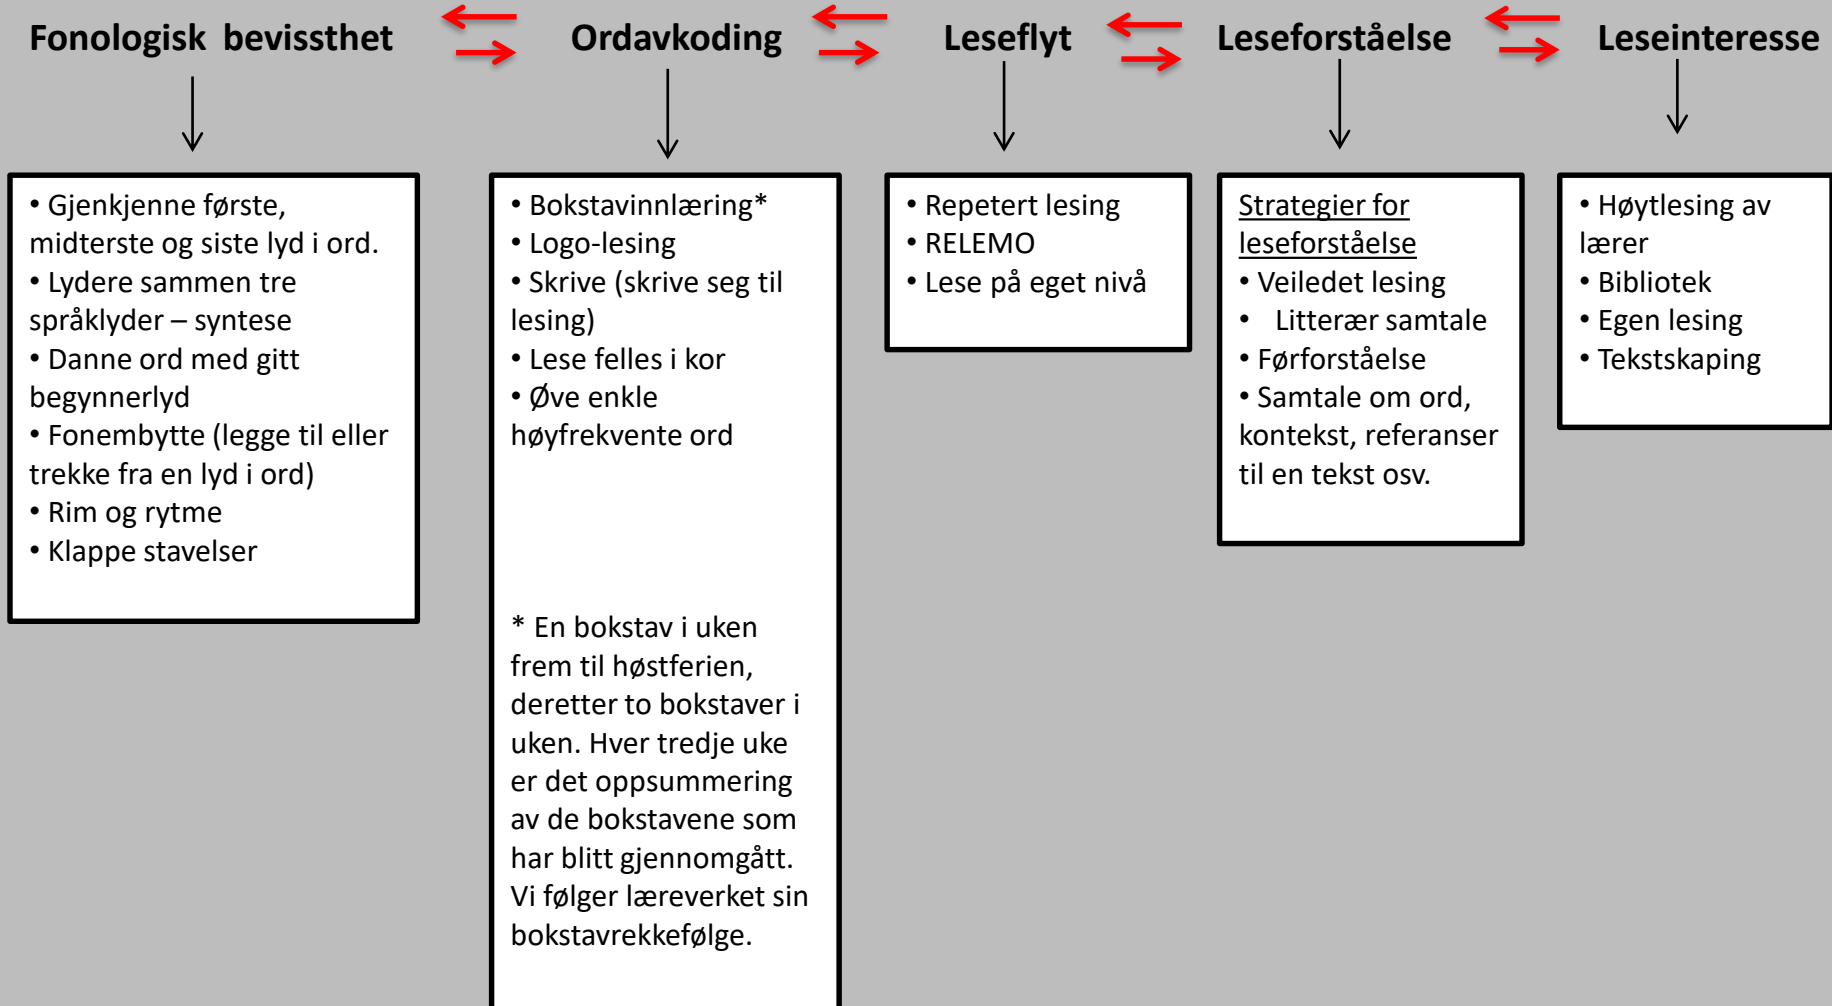 Fonologisk bevissthet
Ordavkoding
Leseflyt
Leseforståelse
Leseinteresse
• Gjenkjenne første,
midterste og siste lyd i ord.
• Lydere sammen tre
språklyder – syntese
• Danne ord med gitt
begynnerlyd
• Fonembytte (legge til eller
trekke fra en lyd i ord)
• Rim og rytme
• Klappe stavelser
• Bokstavinnlæring*
• Logo-lesing
• Skrive (skrive seg til
lesing)
• Lese felles i kor
• Øve enkle
høyfrekvente ord
* En bokstav i uken
frem til høstferien,
deretter to bokstaver i
uken. Hver tredje uke
er det oppsummering
av de bokstavene som
har blitt gjennomgått.
Vi følger læreverket sin
bokstavrekkefølge.
• Repetert lesing
• RELEMO
• Lese på eget nivå
Strategier for
leseforståelse
• Veiledet lesing
• Litterær samtale
• Førforståelse
• Samtale om ord,
kontekst, referanser
til en tekst osv.
• Høytlesing av
lærer
• Bibliotek
• Egen lesing
• Tekstskaping